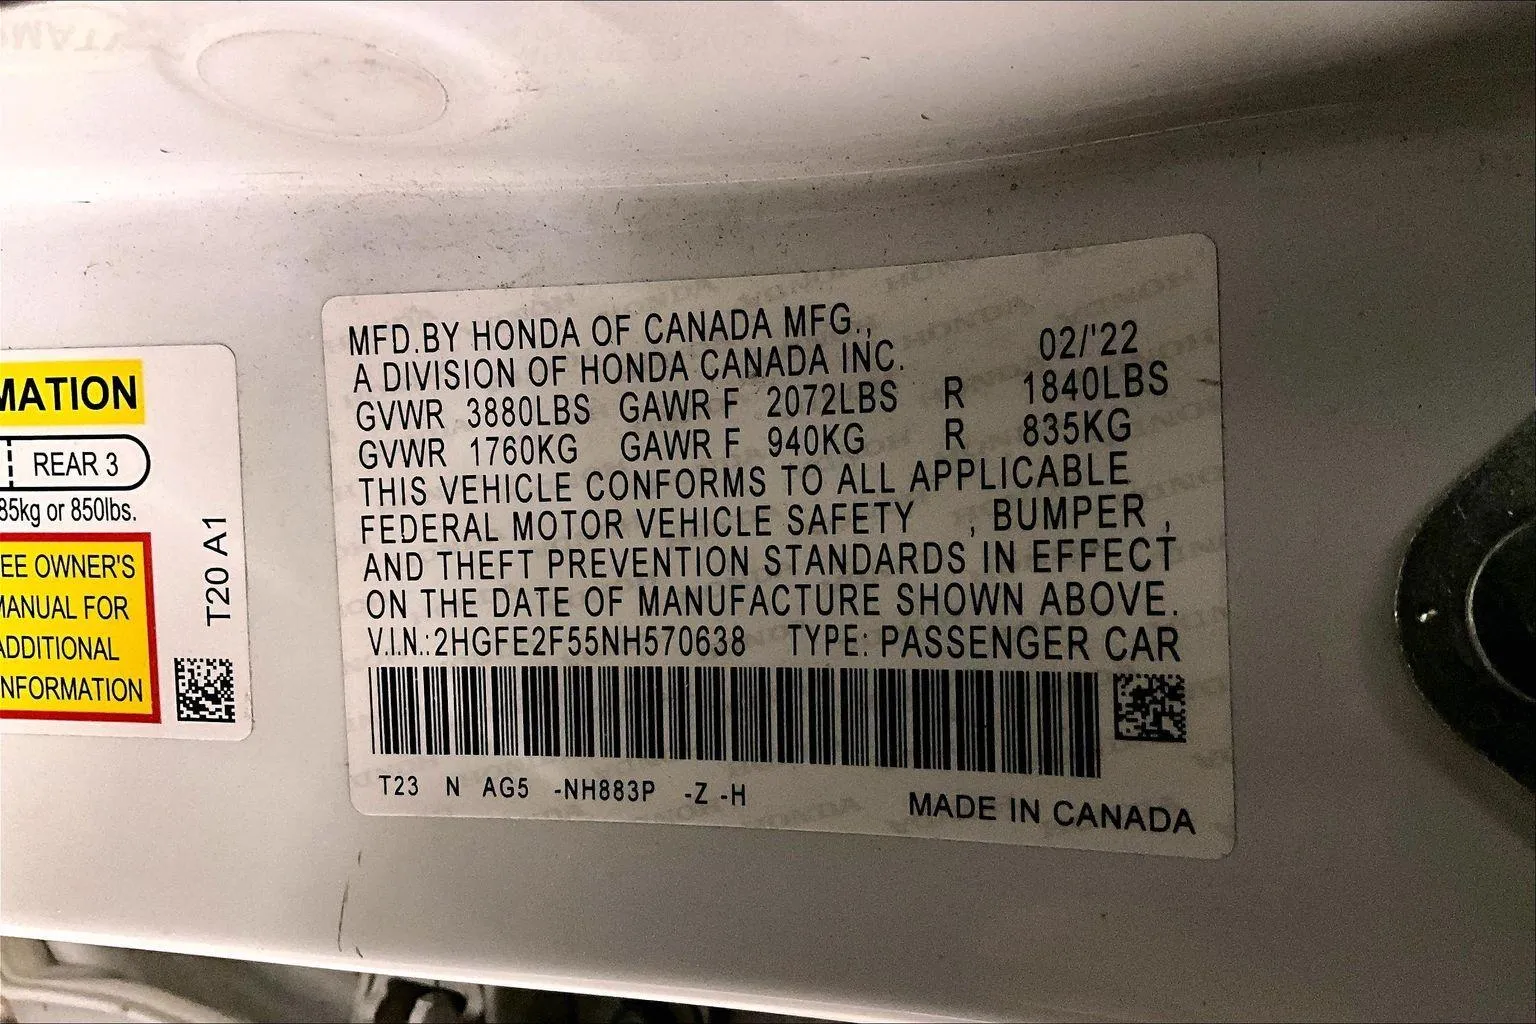 MATION
REAR 3
85kg or 850lbs.
EE OWNER'S
MANUAL FOR
ADDITIONAL
NFORMATION
T20 A1
MFD.BY HONDA OF CANADA MFG.,
A DIVISION OF HONDA CANADA INC. 02/'22
GVWR 3880LBS GAWR F 2072LBS R 1840LBS
GVWR 1760KG GAWR F 940KG R 835KG
THIS VEHICLE CONFORMS TO ALL APPLICABLE
FEDERAL MOTOR VEHICLE SAFETY , BUMPER ,
AND THEFT PREVENTION STANDARDS IN EFFECT
ON THE DATE OF MANUFACTURE SHOWN ABOVE.
V.I.N.: 2HGFE2F55NH570638 TYPE: PASSENGER CAR
T23 N AG5 -NH883P -Z -H
MADE IN CANADA